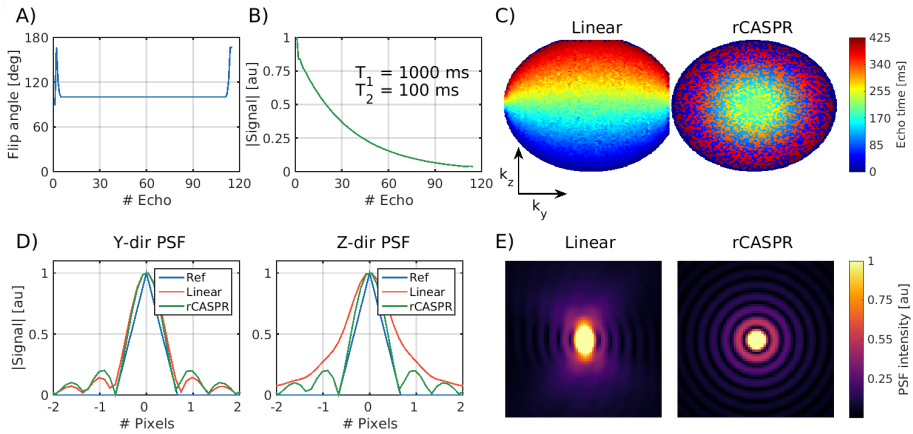 A)
180
120
60
0
Flip angle [deg]
0 30 60 90 120
# Echo
B)
1
0.75
0.5
0.25
0
|Signal| [au]
T1 = 1000 ms
T2 = 100 ms
0 30 60 90 120
# Echo
C)
Linear
rCASPR
kz
ky
425
340
255
170
85
0
Echo time [ms]
D)
Y-dir PSF
1
0.5
0
|Signal| [au]
Ref
Linear
rCASPR
-2 -1 0 1 2
# Pixels
Z-dir PSF
1
0.5
0
Ref
Linear
rCASPR
-2 -1 0 1 2
# Pixels
E)
Linear
rCASPR
1
0.75
0.55
0.25
PSF intensity [au]